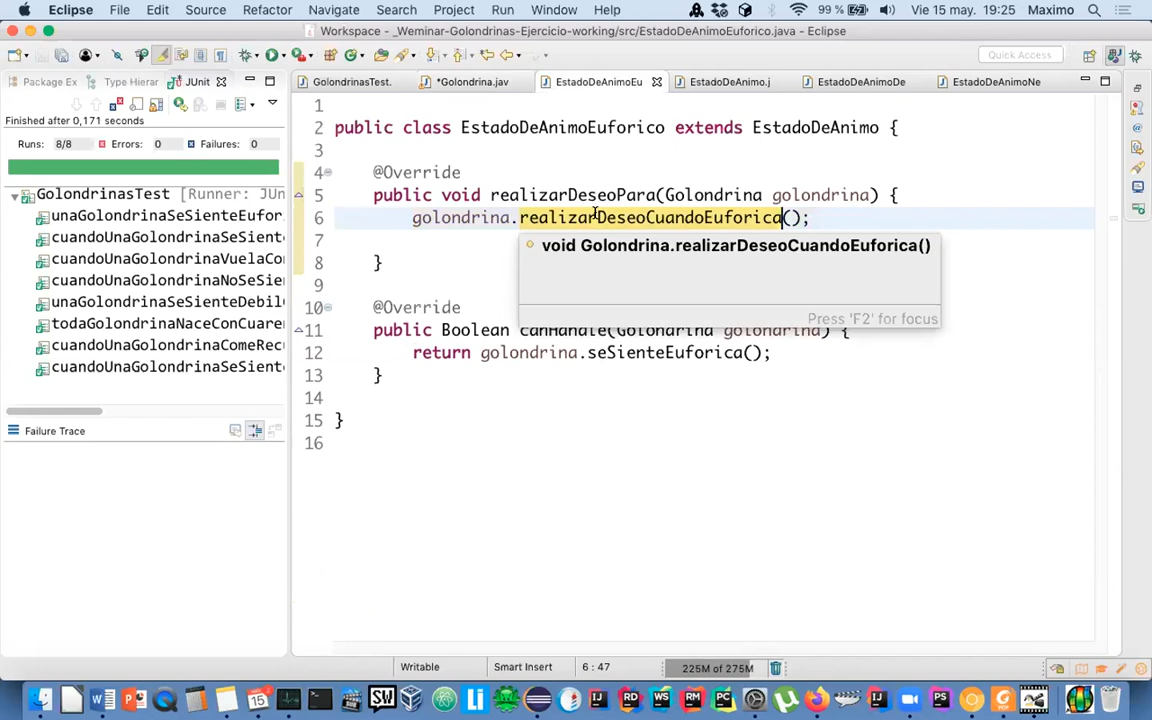 Eclipse File Edit Source Refactor Navigate Search Project Run Window Help 99 % Vie 15 may. 19:25 Maximo
Workspace - _Weminar-Golondrinas-Ejercicio-working/src/EstadoDeAnimoEuforico.java - Eclipse
Quick Access
Package Ex Type Hierar JUnit
GolondrinasTest. *Golondrina.jav EstadoDeAnimoEu EstadoDeAnimo.j EstadoDeAnimoDe EstadoDeAnimoNe
Finished after 0,171 seconds
Runs: 8/8 Errors: 0 Failures: 0
GolondrinasTest [Runner: JUn
unaGolondrinaSeSienteEufor
cuandoUnaGolondrinaSeSient
cuandoUnaGolondrinaVuelaCo
cuandoUnaGolondrinaNoSeSie
unaGolondrinaSeSienteDebil
todaGolondrinaNaceConCuare
cuandoUnaGolondrinaComeRec
cuandoUnaGolondrinaSeSient
Failure Trace
1
2 public class EstadoDeAnimoEuforico extends EstadoDeAnimo {
3
4 @Override
5 public void realizarDeseoPara(Golondrina golondrina) {
6 golondrina.realizarDeseoCuandoEuforica();
7
void Golondrina.realizarDeseoCuandoEuforica()
8 }
9
Press 'F2' for focus
10 @Override
11 public Boolean canHandle(Golondrina golondrina) {
12 return golondrina.seSienteEuforica();
13 }
14
15 }
16
Writable Smart Insert 6 : 47 225M of 275M